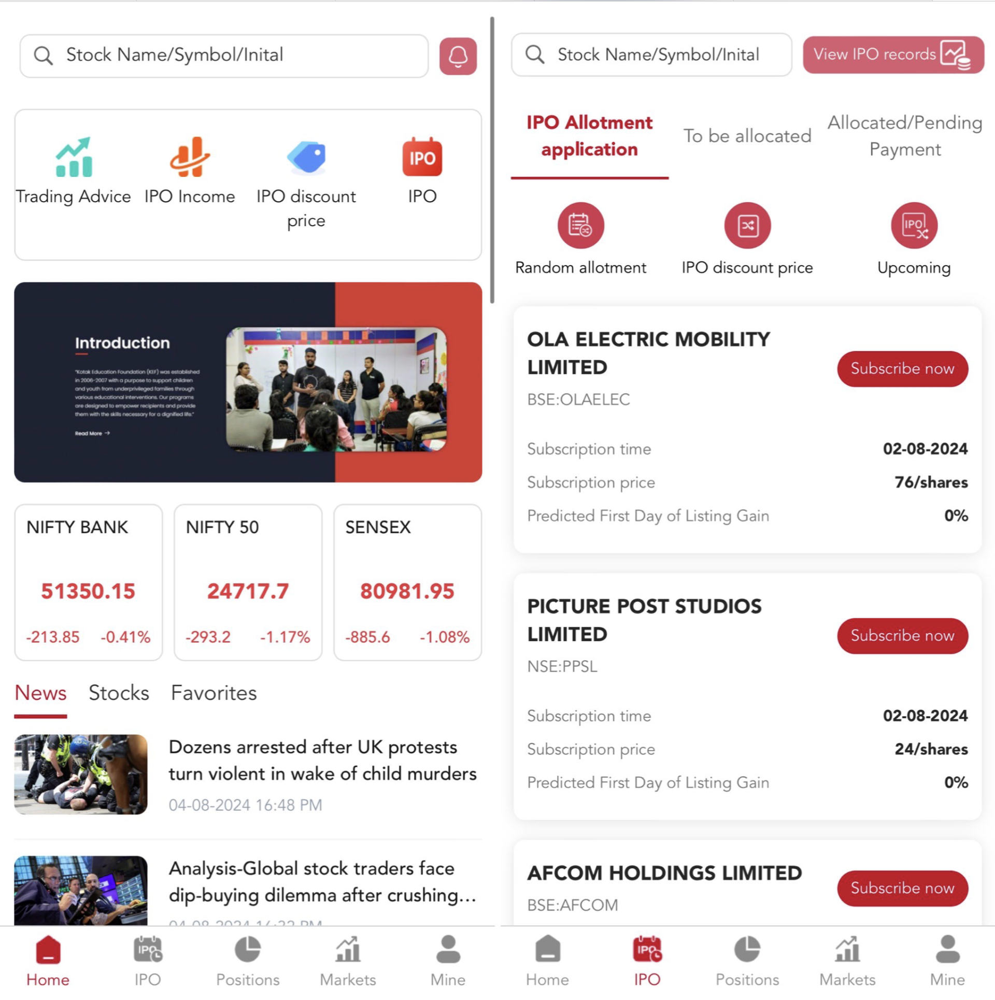 Stock Name/Symbol/Inital
Trading Advice
IPO Income
IPO discount
price
IPO
IPO
Introduction
"Kotak Education Foundation (KEF) was established
in 2006-2007 with a purpose to support children
and youth from underprivileged families through
various educational interventions. Our programs
are designed to empower recipients and provide
them with the skills necessary for a dignified life."
Read More →
NIFTY BANK
51350.15
-213.85 -0.41%
NIFTY 50
24717.7
-293.2 -1.17%
SENSEX
80981.95
-885.6 -1.08%
News Stocks Favorites
Dozens arrested after UK protests
turn violent in wake of child murders
04-08-2024 16:48 PM
Analysis-Global stock traders face
dip-buying dilemma after crushing...
Home
IPO
IPO
Positions
Markets
Mine
Stock Name/Symbol/Inital
View IPO records
IPO Allotment
application
To be allocated
Allocated/Pending
Payment
Random allotment
IPO discount price
IPO
Upcoming
OLA ELECTRIC MOBILITY
LIMITED
Subscribe now
BSE:OLAELEC
Subscription time 02-08-2024
Subscription price 76/shares
Predicted First Day of Listing Gain 0%
PICTURE POST STUDIOS
LIMITED
Subscribe now
NSE:PPSL
Subscription time 02-08-2024
Subscription price 24/shares
Predicted First Day of Listing Gain 0%
AFCOM HOLDINGS LIMITED
Subscribe now
BSE:AFCOM
Home
IPO
IPO
Positions
Markets
Mine